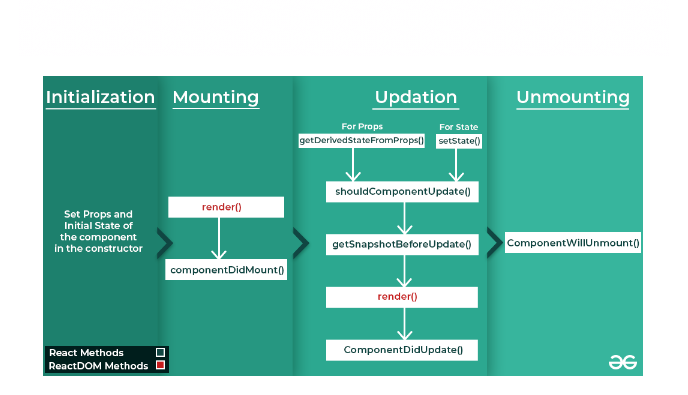 Initialization
Mounting
Updation
Unmounting
For Props
For State
getDerivedStateFromProps()
setState()
shouldComponentUpdate()
getSnapshotBeforeUpdate()
render()
ComponentDidUpdate()
Set Props and
Initial State of
the component
in the constructor
render()
componentDidMount()
ComponentWillUnmount()
React Methods
ReactDOM Methods